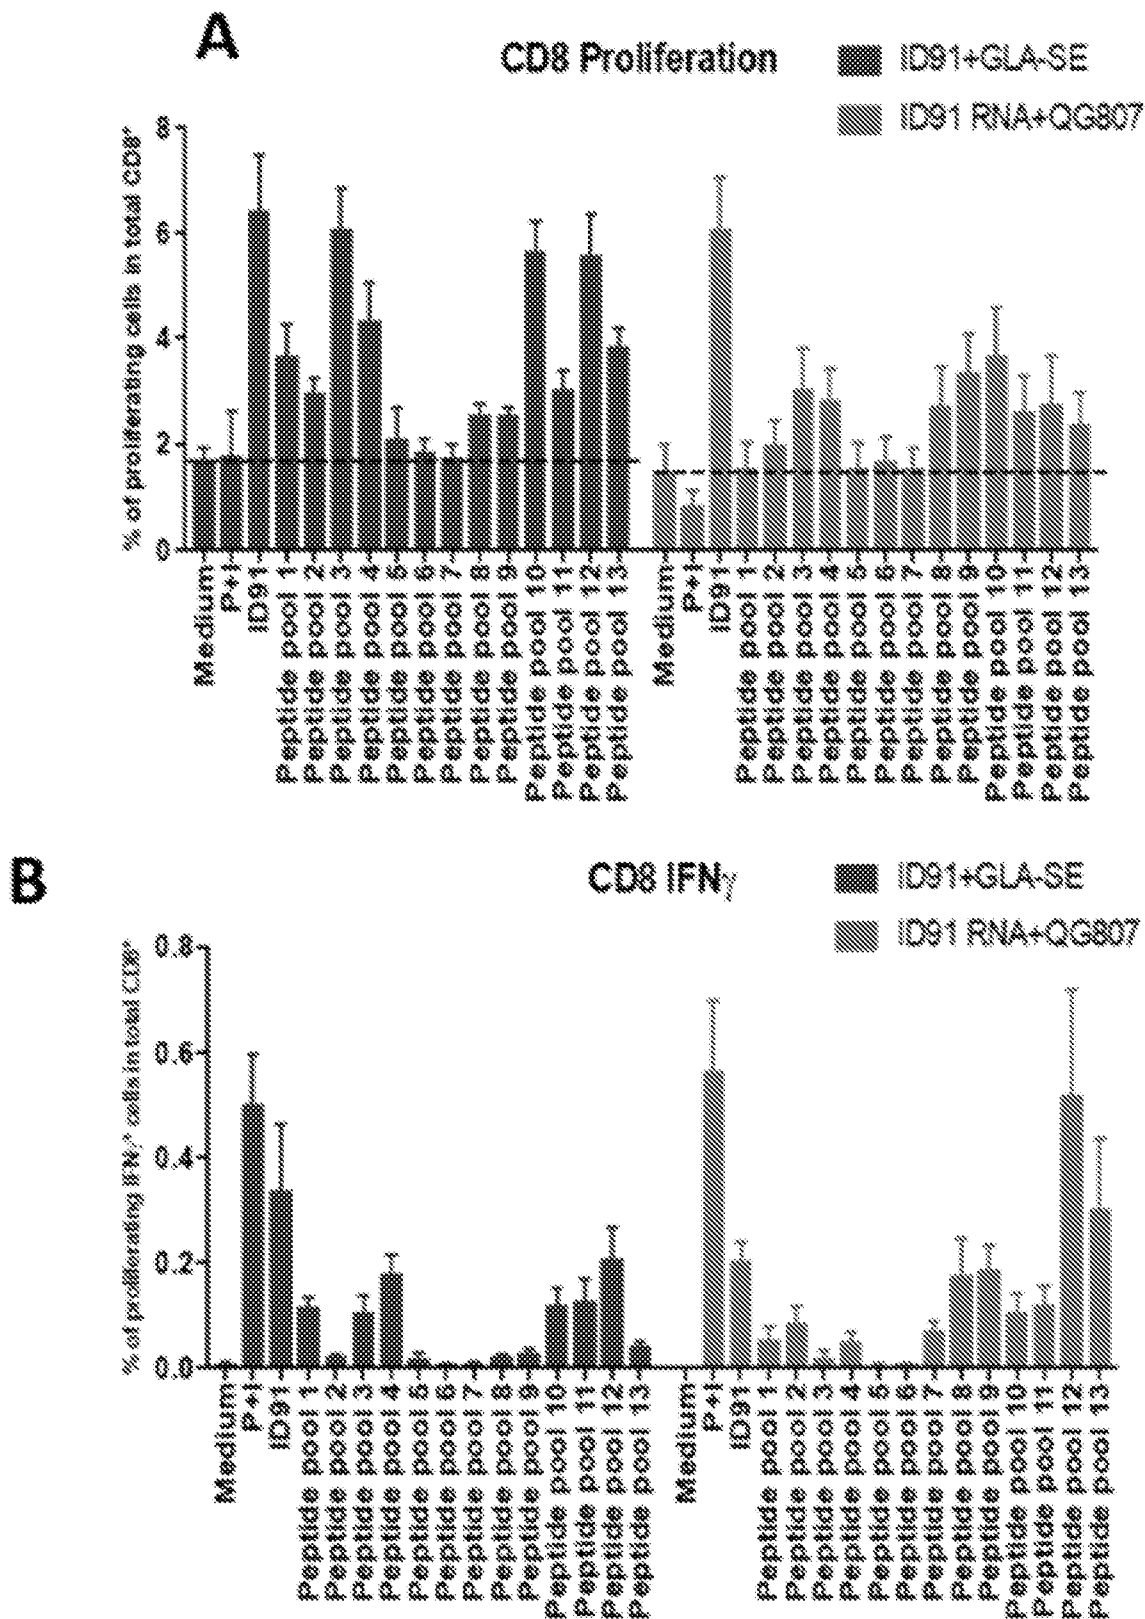 A
CD8 Proliferation
ID91+GLA-SE
ID91 RNA+QG807
% of proliferating cells in total CD8⁺
8
6
4
2
0
Medium
P+I
ID91
Peptide pool 1
Peptide pool 2
Peptide pool 3
Peptide pool 4
Peptide pool 5
Peptide pool 6
Peptide pool 7
Peptide pool 8
Peptide pool 9
Peptide pool 10
Peptide pool 11
Peptide pool 12
Peptide pool 13
Medium
P+I
ID91
Peptide pool 1
Peptide pool 2
Peptide pool 3
Peptide pool 4
Peptide pool 5
Peptide pool 6
Peptide pool 7
Peptide pool 8
Peptide pool 9
Peptide pool 10
Peptide pool 11
Peptide pool 12
Peptide pool 13
B
CD8 IFNγ
ID91+GLA-SE
ID91 RNA+QG807
% of proliferating IFNγ⁺ cells in total CD8⁺
0.8
0.6
0.4
0.2
0.0
Medium
P+I
ID91
Peptide pool 1
Peptide pool 2
Peptide pool 3
Peptide pool 4
Peptide pool 5
Peptide pool 6
Peptide pool 7
Peptide pool 8
Peptide pool 9
Peptide pool 10
Peptide pool 11
Peptide pool 12
Peptide pool 13
Medium
P+I
ID91
Peptide pool 1
Peptide pool 2
Peptide pool 3
Peptide pool 4
Peptide pool 5
Peptide pool 6
Peptide pool 7
Peptide pool 8
Peptide pool 9
Peptide pool 10
Peptide pool 11
Peptide pool 12
Peptide pool 13